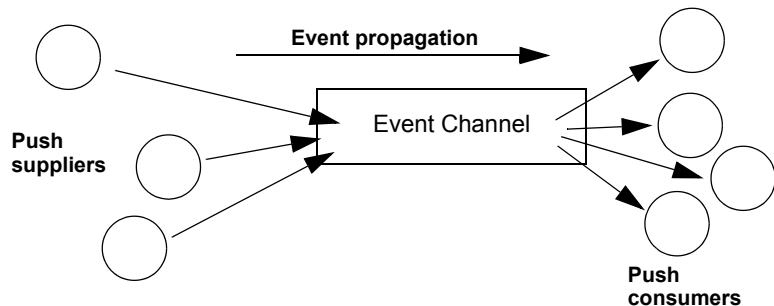 Event propagation
Event Channel
Push
suppliers
Push
consumers